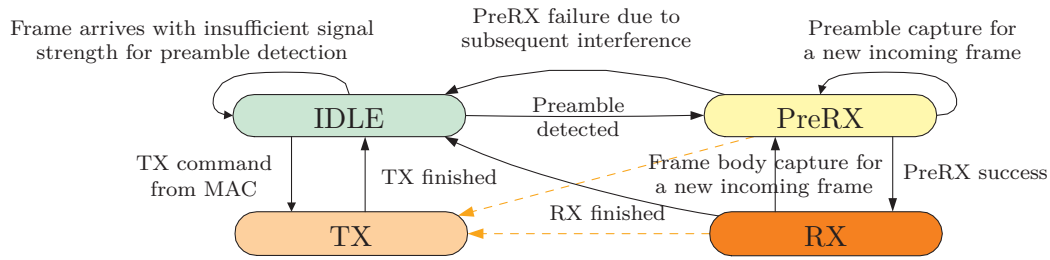 Frame arrives with insufficient signal
strength for preamble detection
PreRX failure due to
subsequent interference
Preamble capture for
a new incoming frame
IDLE
Preamble
detected
PreRX
TX command
from MAC
TX finished
Frame body capture for
a new incoming frame
PreRX success
RX finished
TX
RX